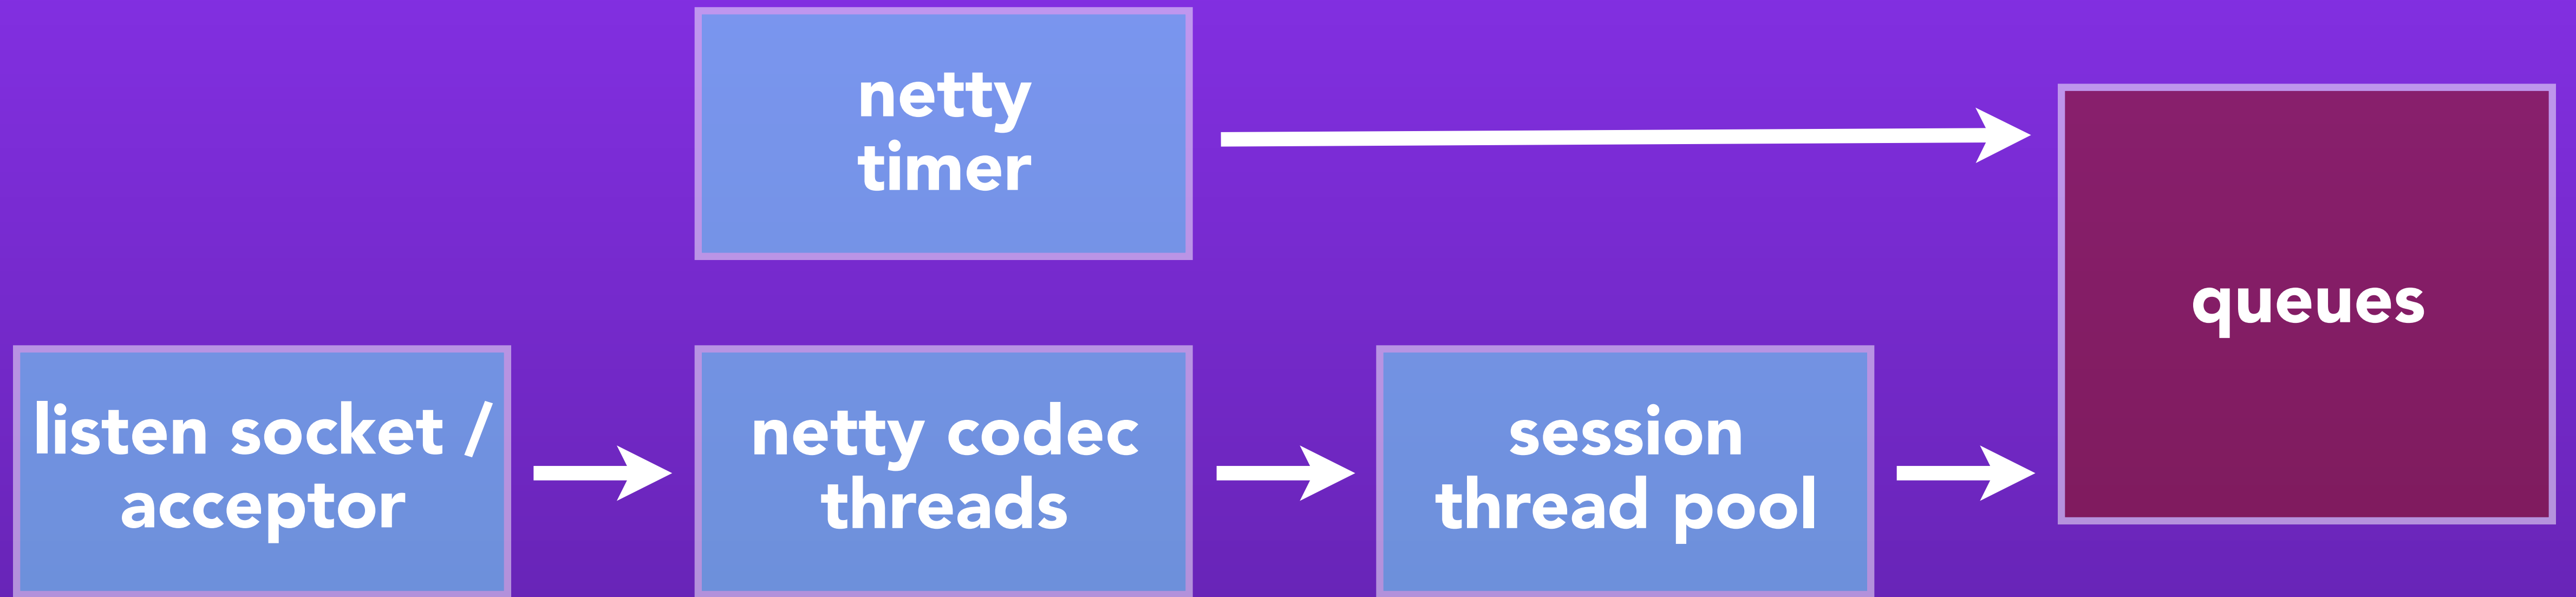 netty
timer
queues
listen socket /
acceptor
netty codec
threads
session
thread pool